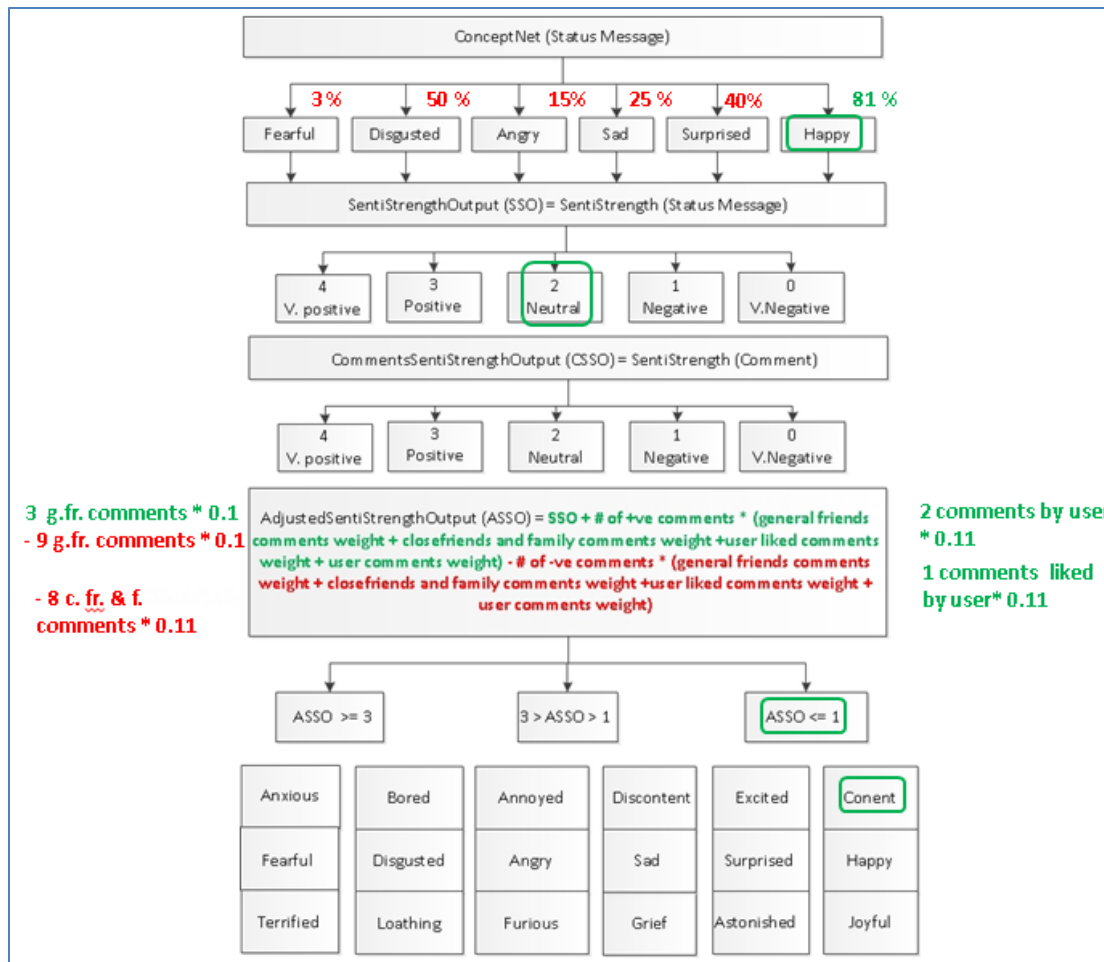 ConceptNet (Status Message)
3 % 50 % 15% 25 % 40% 81 %
Fearful Disgusted Angry Sad Surprised Happy
SentiStrengthOutput (SSO)= SentiStrength (Status Message)
4 3 2 1 0
V. positive Positive Neutral Negative V.Negative
CommentsSentiStrengthOutput (CSSO)= SentiStrength (Comment)
4 3 2 1 0
V. positive Positive Neutral Negative V.Negative
3 g.fr. comments * 0.1
- 9 g.fr. comments * 0.1
- 8 c. fr. & f.
comments * 0.11
AdjustedSentiStrengthOutput (ASSO) = SSO + # of +ve comments * (general friends
comments weight + closefriends and family comments weight +user liked comments
weight + user comments weight) - # of -ve comments * (general friends comments
weight + closefriends and family comments weight +user liked comments weight +
user comments weight)
2 comments by user
* 0.11
1 comments liked
by user* 0.11
ASSO >= 3 3 > ASSO > 1 ASSO <= 1
Anxious Bored Annoyed Discontent Excited Conent
Fearful Disgusted Angry Sad Surprised Happy
Terrified Loathing Furious Grief Astonished Joyful